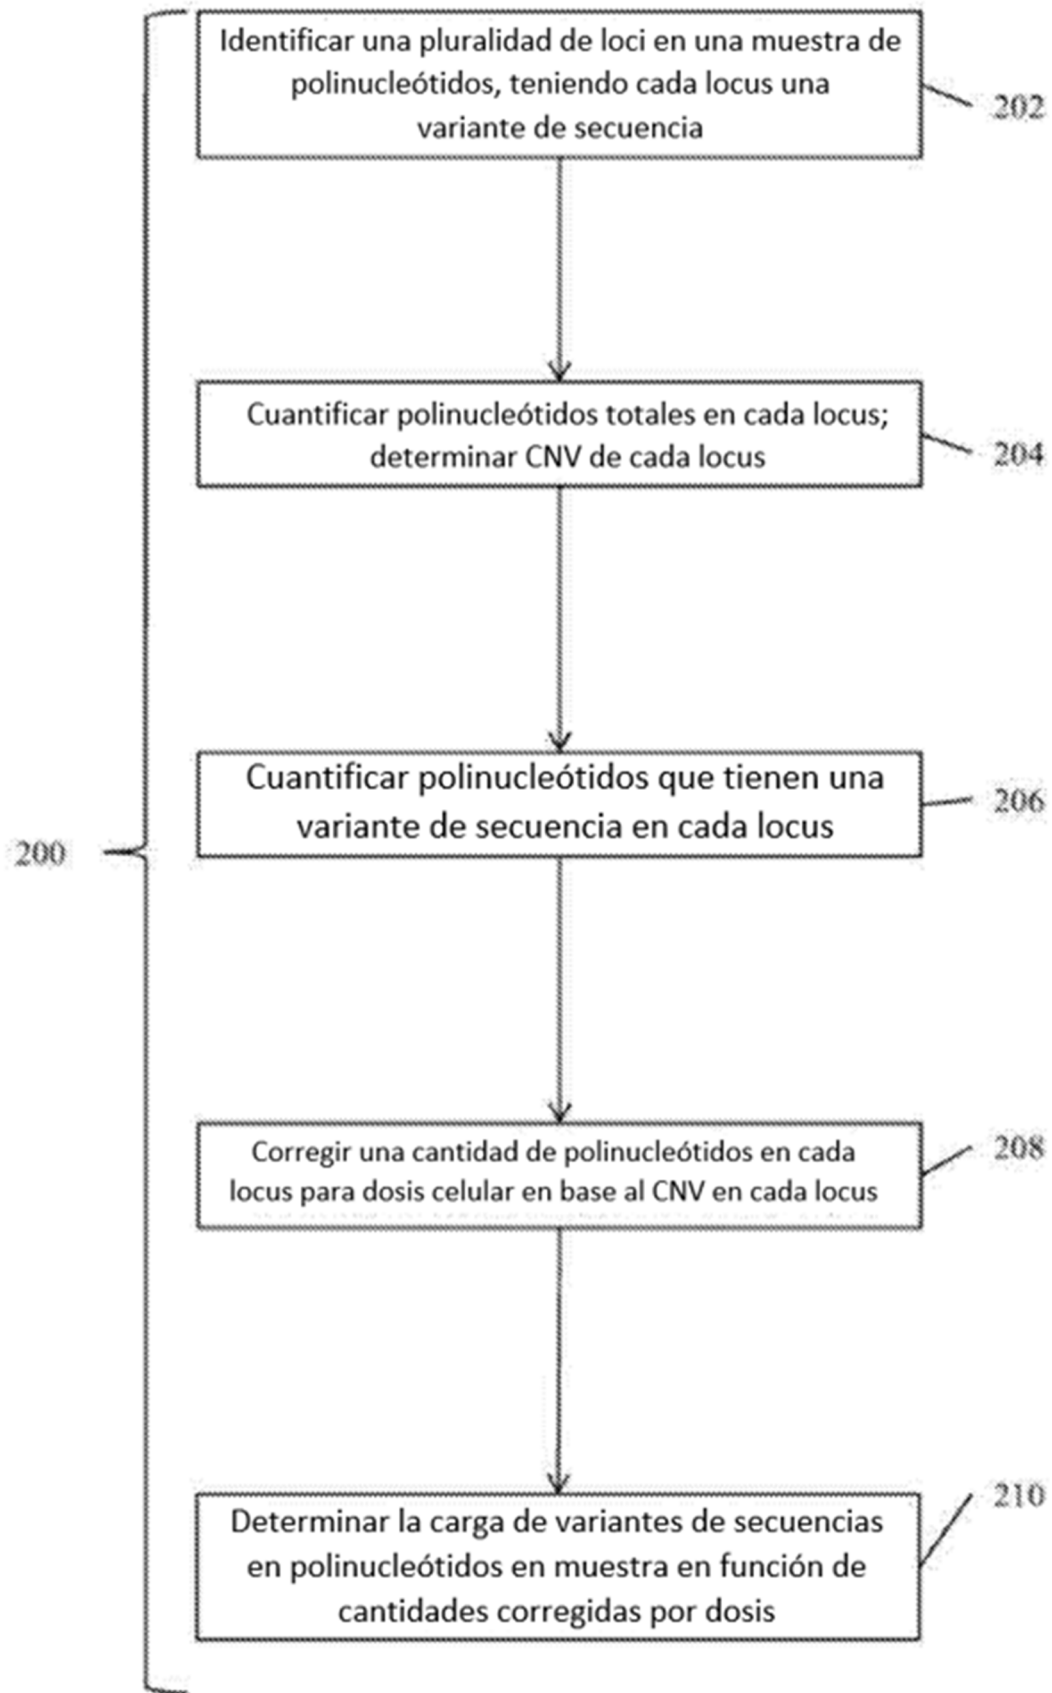 Identificar una pluralidad de loci en una muestra de
polinucleótidos, teniendo cada locus una
variante de secuencia
202
Cuantificar polinucleótidos totales en cada locus;
determinar CNV de cada locus
204
Cuantificar polinucleótidos que tienen una
variante de secuencia en cada locus
206
200
Corregir una cantidad de polinucleótidos en cada
locus para dosis celular en base al CNV en cada locus
208
Determinar la carga de variantes de secuencias
en polinucleótidos en muestra en función de
cantidades corregidas por dosis
210